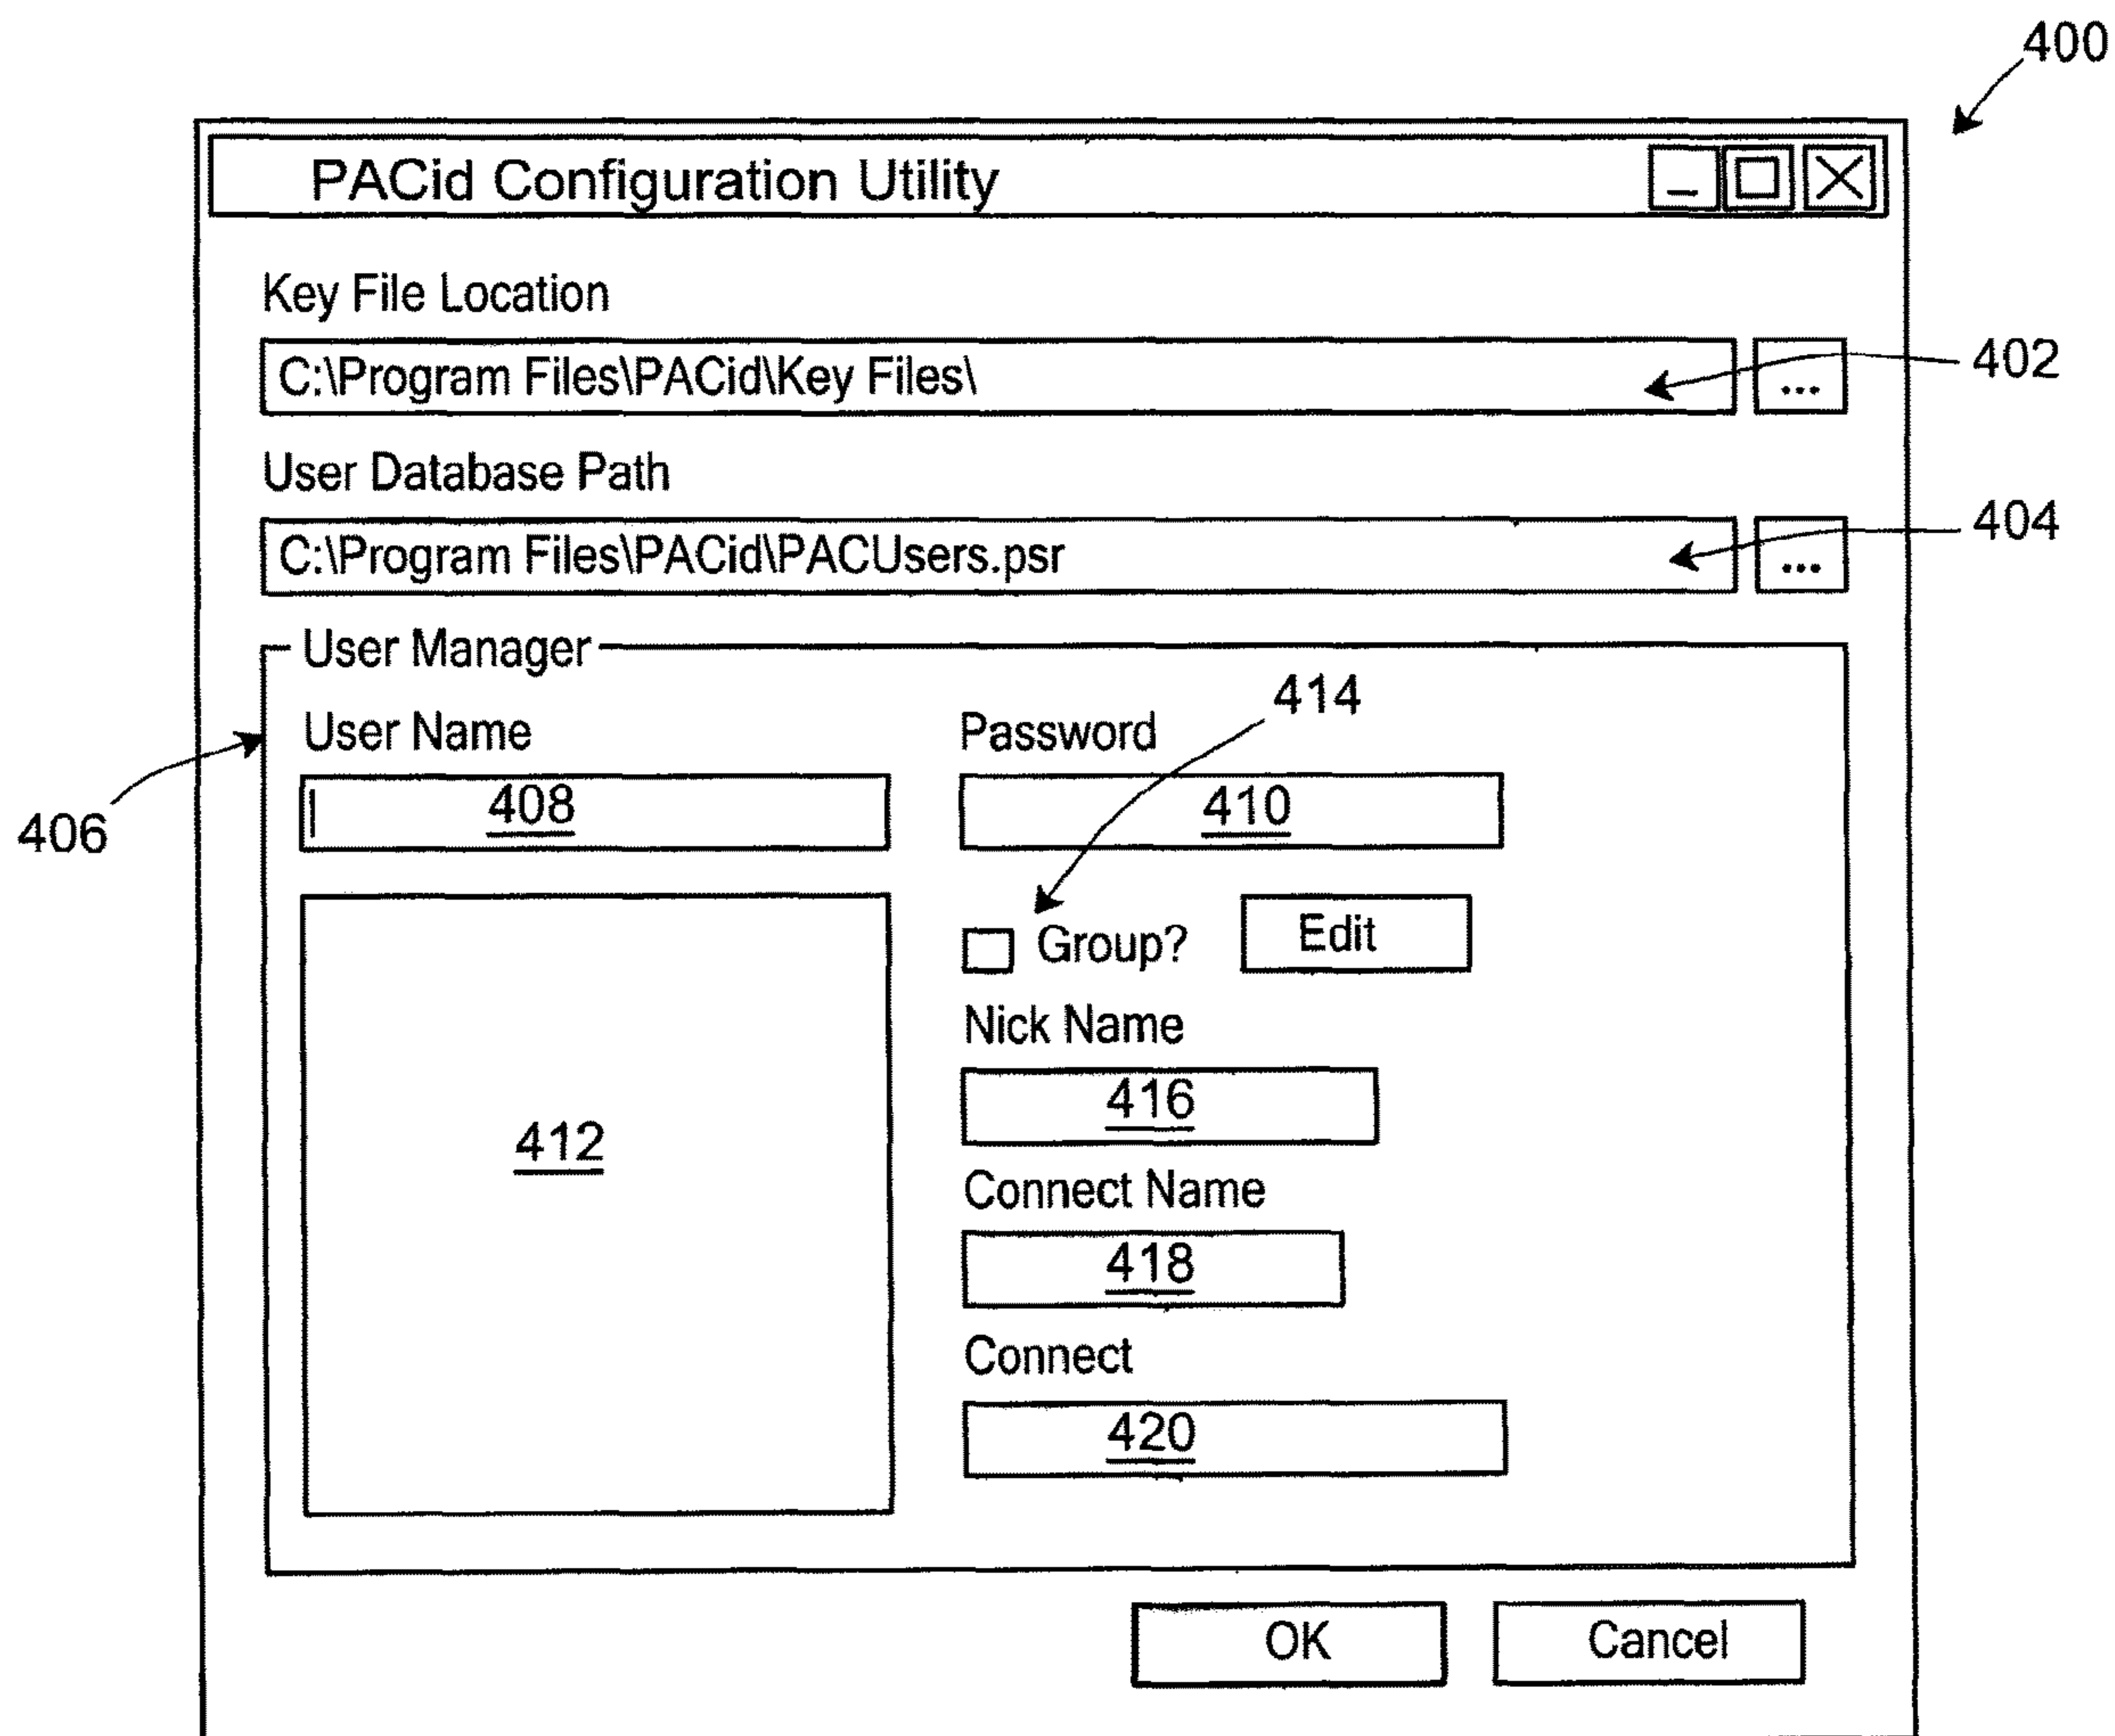 400
PACid Configuration Utility
Key File Location
C:\Program Files\PACid\Key Files\ ... 402
User Database Path
C:\Program Files\PACid\PACUsers.psr ... 404
User Manager
414
User Name Password
408 410
406
Group? Edit
Nick Name
416
412
Connect Name
418
Connect
420
OK Cancel